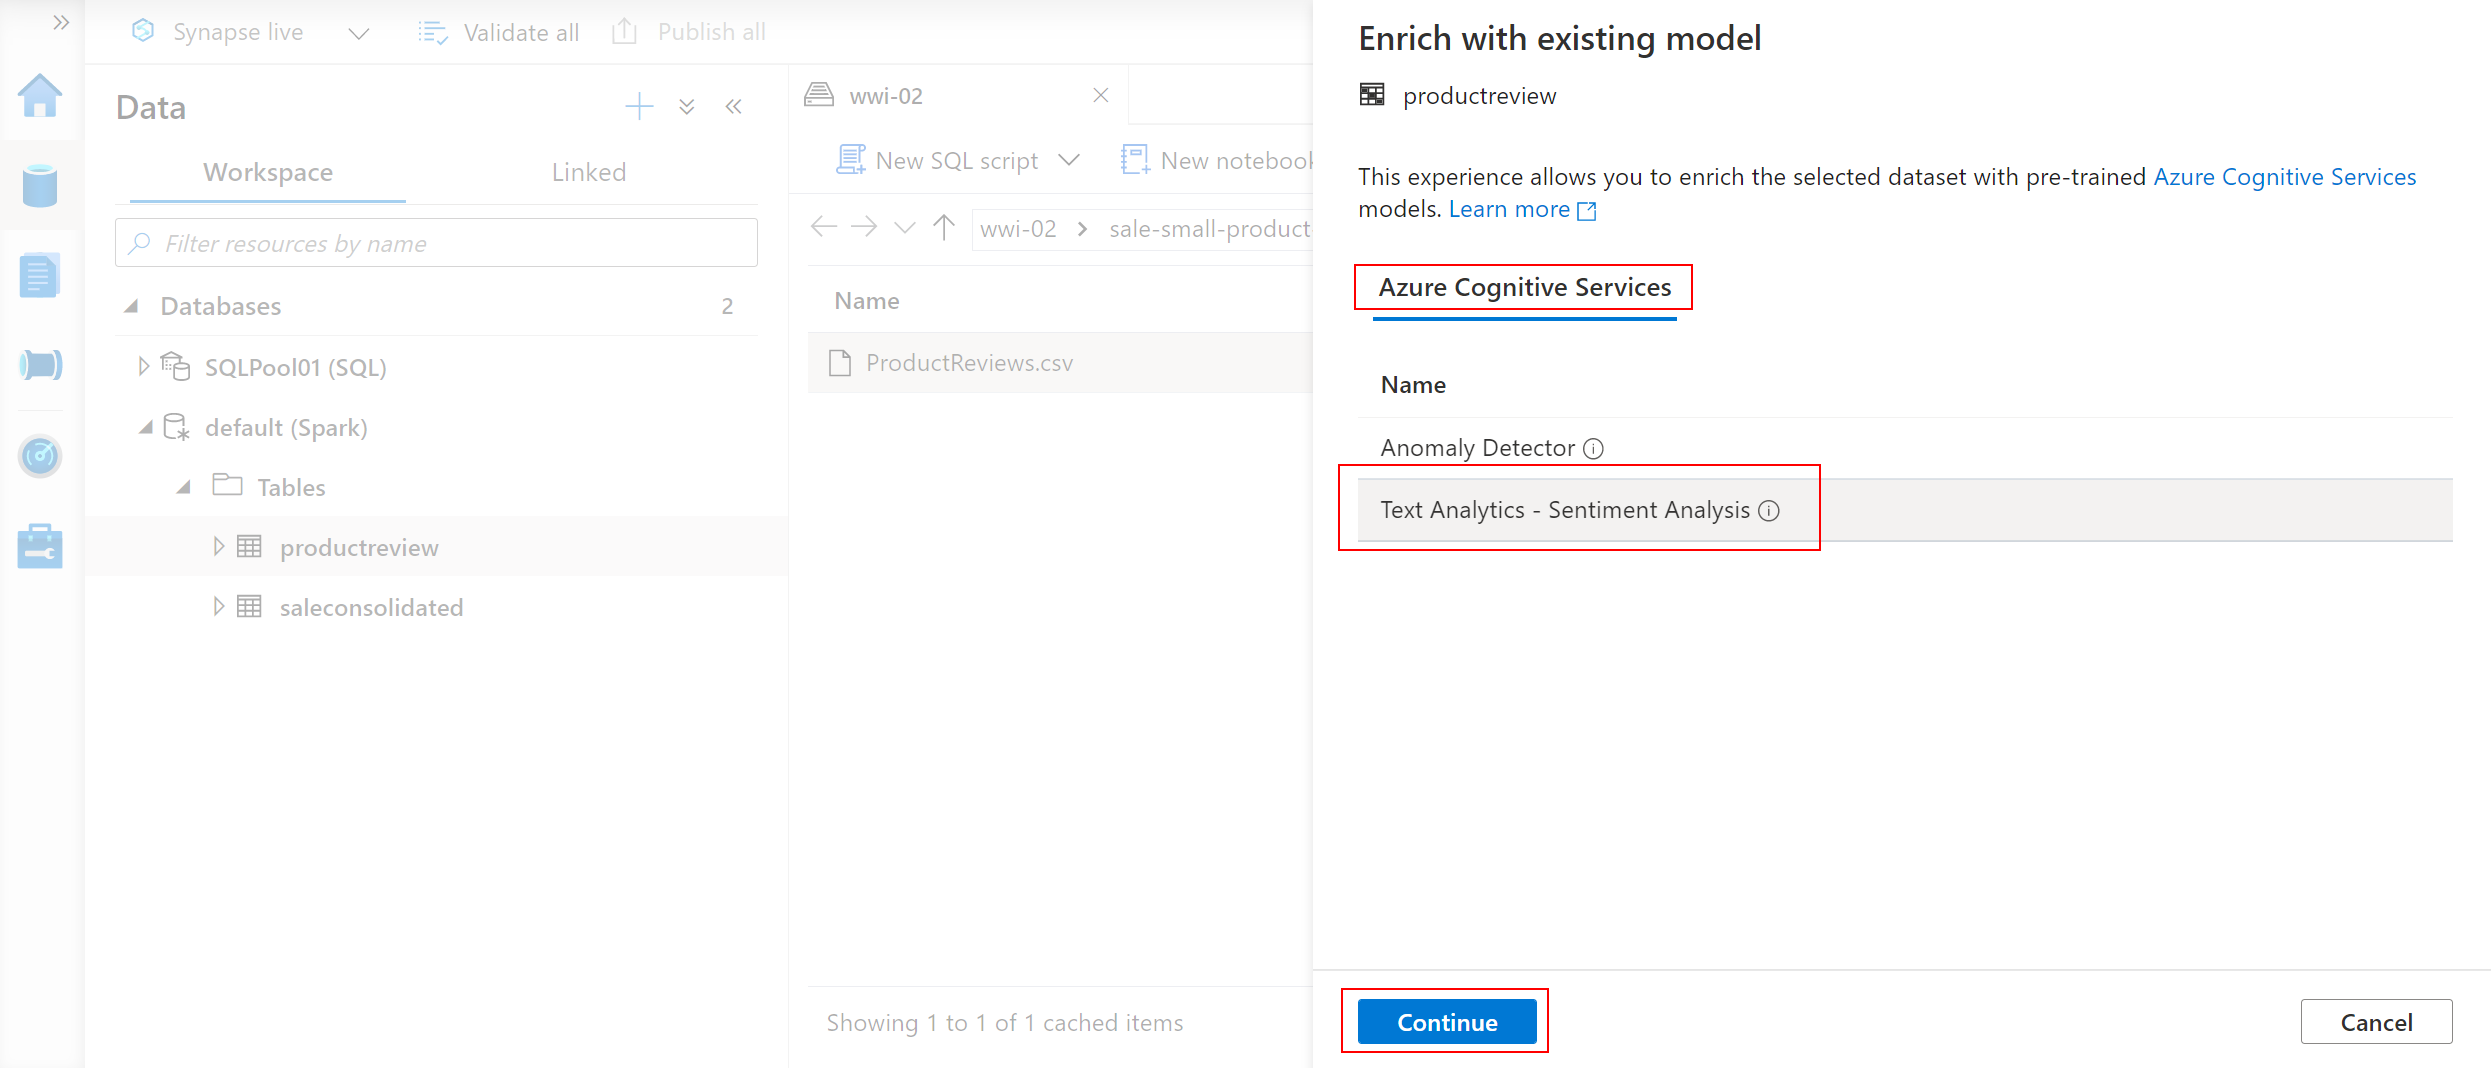 Synapse live
Validate all
Publish all
Data
Workspace
Linked
Filter resources by name
Databases
2
SQLPool01 (SQL)
default (Spark)
Tables
productreview
saleconsolidated
wwi-02
New SQL script
New notebook
wwi-02
sale-small-product
Name
ProductReviews.csv
Showing 1 to 1 of 1 cached items
Enrich with existing model
productreview
This experience allows you to enrich the selected dataset with pre-trained Azure Cognitive Services
models. Learn more
Azure Cognitive Services
Name
Anomaly Detector
Text Analytics - Sentiment Analysis
Continue
Cancel